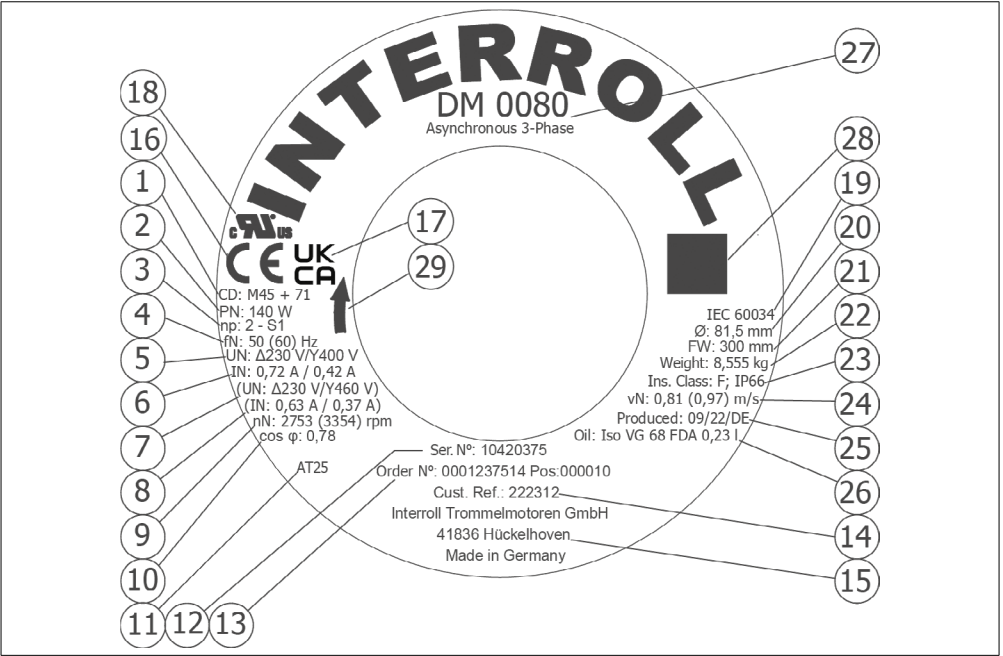 INTERROLL
DM 0080
Asynchronous 3-Phase
27
18
16
1
2
3
4
5
6
7
8
9
10
11
12
13
17
29
28
19
20
21
22
23
24
25
26
14
15
c RU US
CE
UK
CA
CD: M45 + 71
PN: 140 W
np: 2 - S1
fN: 50 (60) Hz
UN: Δ230 V/Y400 V
IN: 0,72 A / 0,42 A
(UN: Δ230 V/Y460 V)
(IN: 0,63 A / 0,37 A)
nN: 2753 (3354) rpm
cos φ: 0,78
AT25
IEC 60034
Ø: 81,5 mm
FW: 300 mm
Weight: 8,555 kg
Ins. Class: F; IP66
vN: 0,81 (0,97) m/s
Produced: 09/22/DE
Oil: Iso VG 68 FDA 0,23 l
Ser. Nº: 10420375
Order Nº: 0001237514 Pos:000010
Cust. Ref.: 222312
Interroll Trommelmotoren GmbH
41836 Hückelhoven
Made in Germany